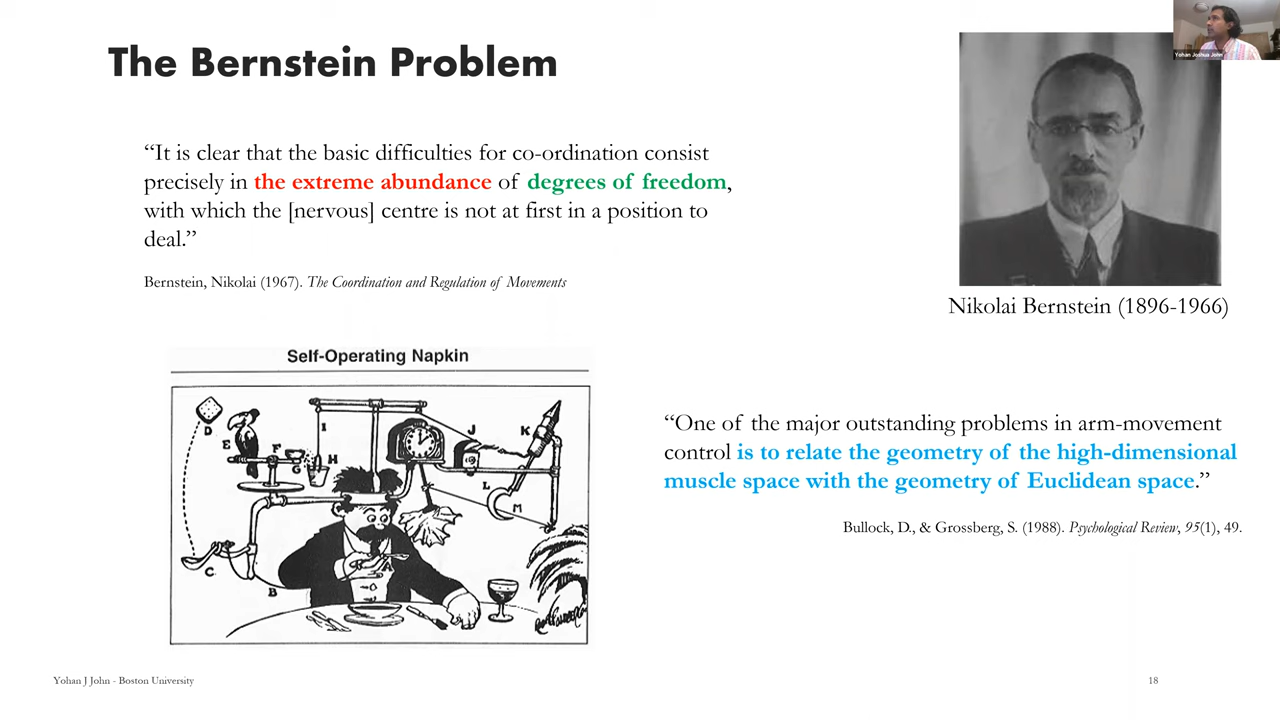 The Bernstein Problem
“It is clear that the basic difficulties for co-ordination consist
precisely in the extreme abundance of degrees of freedom,
with which the [nervous] centre is not at first in a position to
deal.”
Bernstein, Nikolai (1967). The Coordination and Regulation of Movements
Yohan Joshua John
Nikolai Bernstein (1896-1966)
Self-Operating Napkin
D
E
F
G
H
I
J
K
L
M
C
B
A
“One of the major outstanding problems in arm-movement
control is to relate the geometry of the high-dimensional
muscle space with the geometry of Euclidean space.”
Bullock, D., & Grossberg, S. (1988). Psychological Review, 95(1), 49.
Yohan J John - Boston University
18